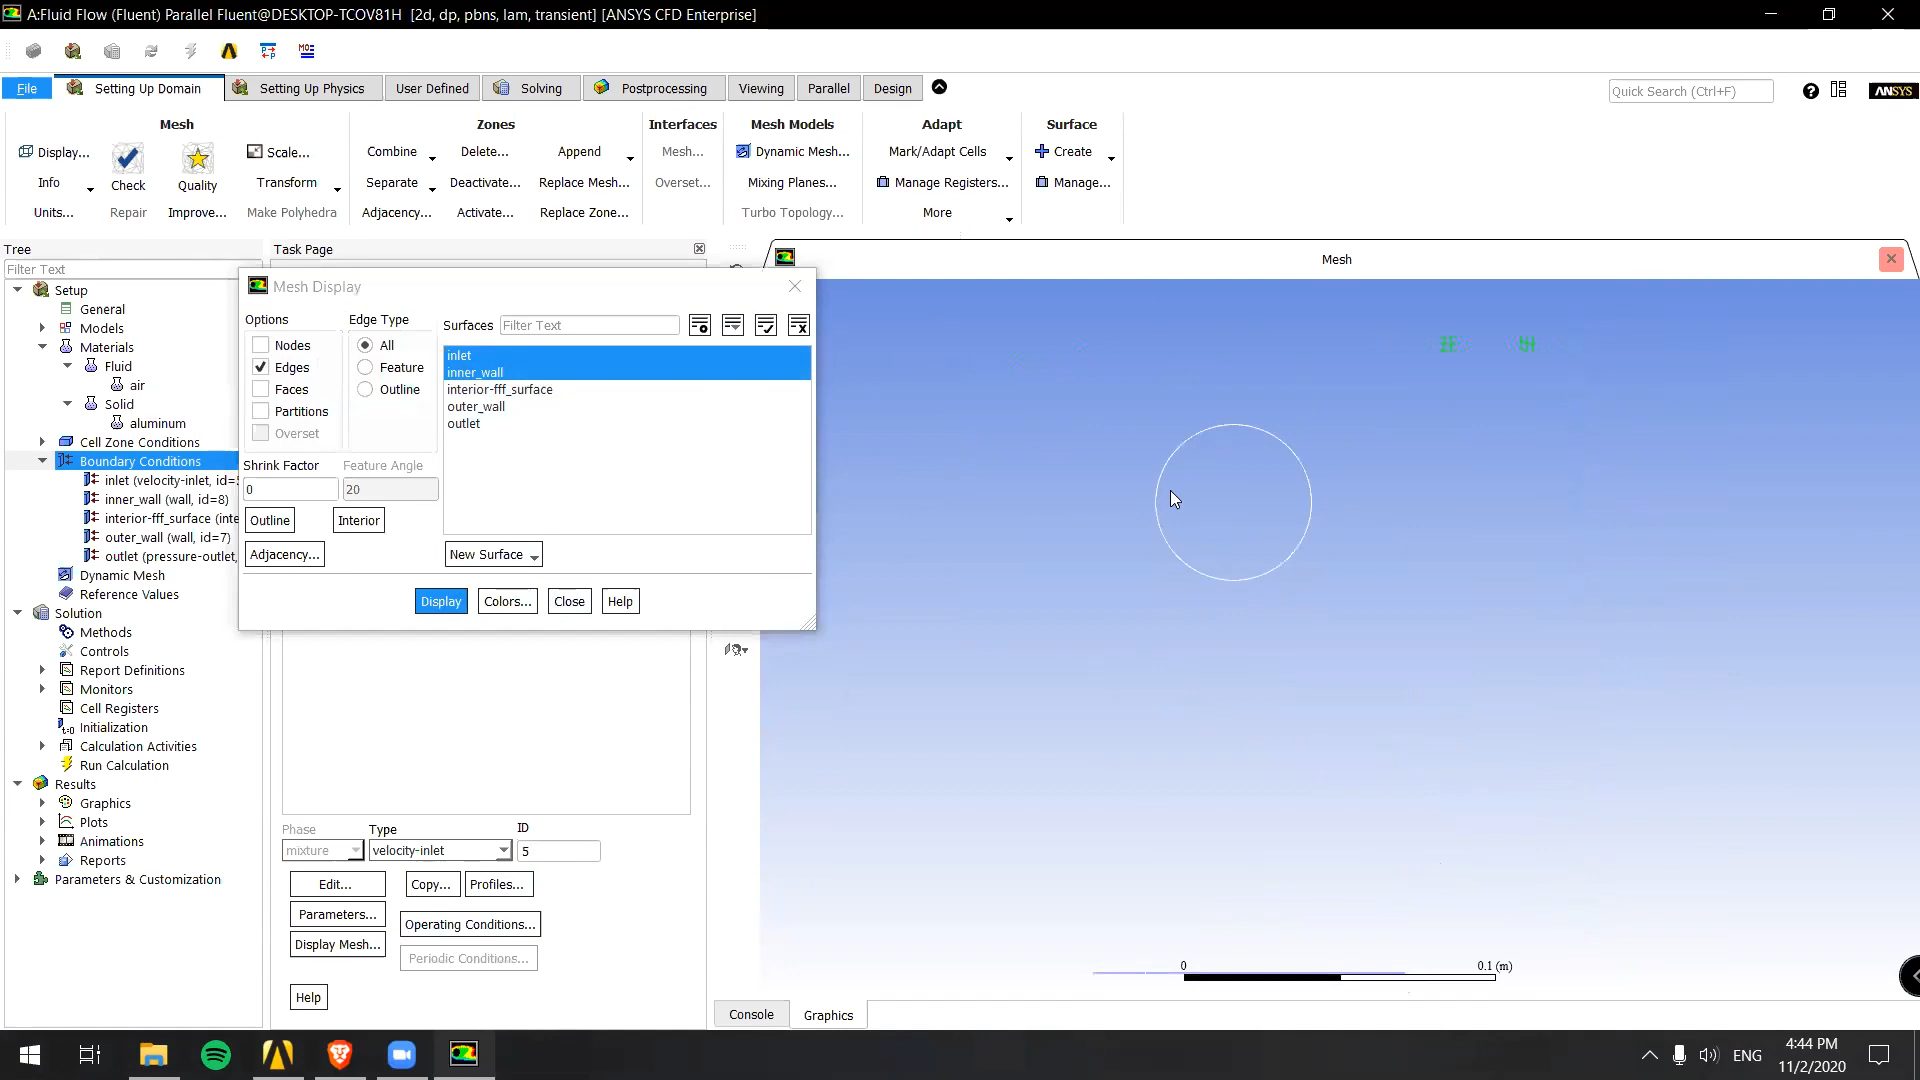 A:Fluid Flow (Fluent) Parallel Fluent@DESKTOP-TCOV81H [2d, dp, pbns, lam, transient] [ANSYS CFD Enterprise]
File
Setting Up Domain
Setting Up Physics
User Defined
Solving
Postprocessing
Viewing
Parallel
Design
Quick Search (Ctrl+F)
ANSYS
Mesh
Zones
Interfaces
Mesh Models
Adapt
Surface
Display...
Check
Quality
Scale...
Combine
Delete...
Append
Mesh...
Dynamic Mesh...
Mark/Adapt Cells
Create
Info
Transform
Separate
Deactivate...
Replace Mesh...
Overset...
Mixing Planes...
Manage Registers...
Manage...
Units...
Repair
Improve...
Make Polyhedra
Adjacency...
Activate...
Replace Zone...
Turbo Topology...
More
Tree
Filter Text
Setup
General
Models
Materials
Fluid
air
Solid
aluminum
Cell Zone Conditions
Boundary Conditions
inlet (velocity-inlet, id=
inner_wall (wall, id=8)
interior-fff_surface (inte
outer_wall (wall, id=7)
outlet (pressure-outlet,
Dynamic Mesh
Reference Values
Solution
Methods
Controls
Report Definitions
Monitors
Cell Registers
Initialization
Calculation Activities
Run Calculation
Results
Graphics
Plots
Animations
Reports
Parameters & Customization
Task Page
Mesh Display
Options
Edge Type
Surfaces
Filter Text
Nodes
Edges
Faces
Partitions
Overset
All
Feature
Outline
inlet
inner_wall
interior-fff_surface
outer_wall
outlet
Shrink Factor
Feature Angle
0
20
Outline
Interior
Adjacency...
New Surface
Display
Colors...
Close
Help
Phase
Type
ID
mixture
velocity-inlet
5
Edit...
Copy...
Profiles...
Parameters...
Operating Conditions...
Display Mesh...
Periodic Conditions...
Help
Mesh
0
0.1 (m)
Console
Graphics
ENG
4:44 PM
11/2/2020